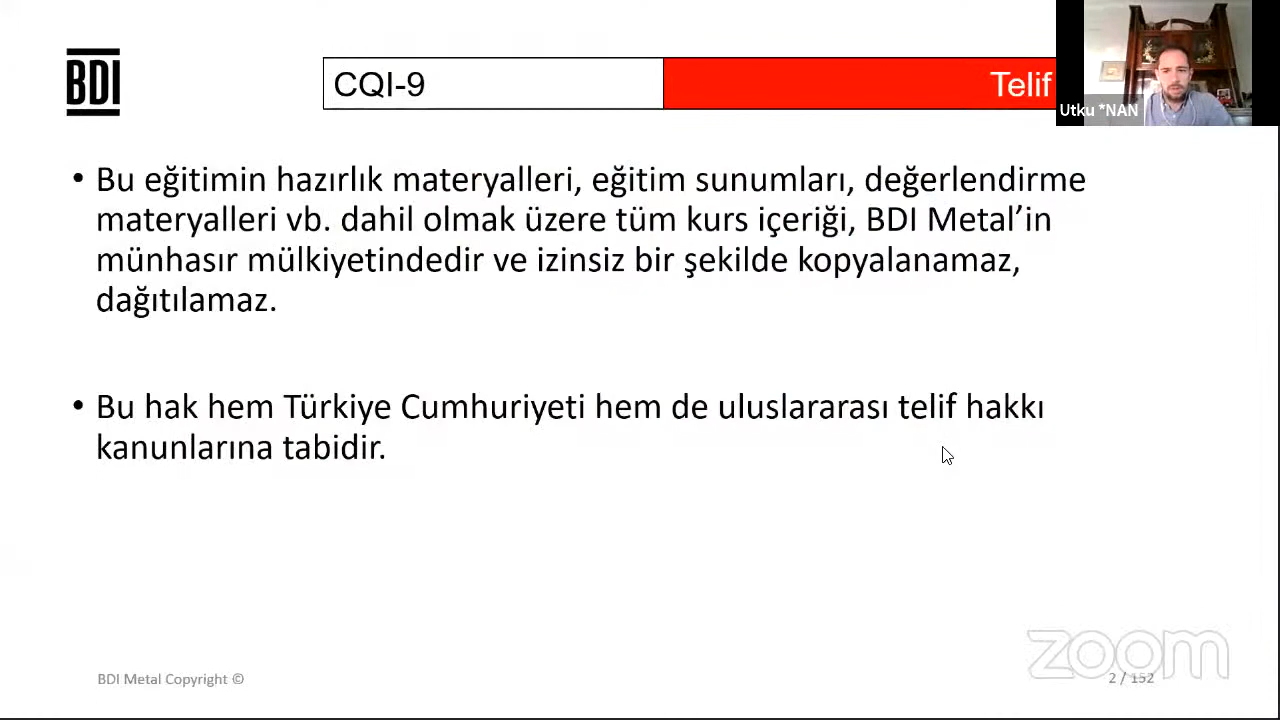 BDI
CQI-9
Telif
Utku *NAN
• Bu eğitimin hazırlık materyalleri, eğitim sunumları, değerlendirme
materyalleri vb. dahil olmak üzere tüm kurs içeriği, BDI Metal’in
münhasır mülkiyetindedir ve izinsiz bir şekilde kopyalanamaz,
dağıtılamaz.
• Bu hak hem Türkiye Cumhuriyeti hem de uluslararası telif hakkı
kanunlarına tabidir.
zoom
BDI Metal Copyright ©
2 / 152